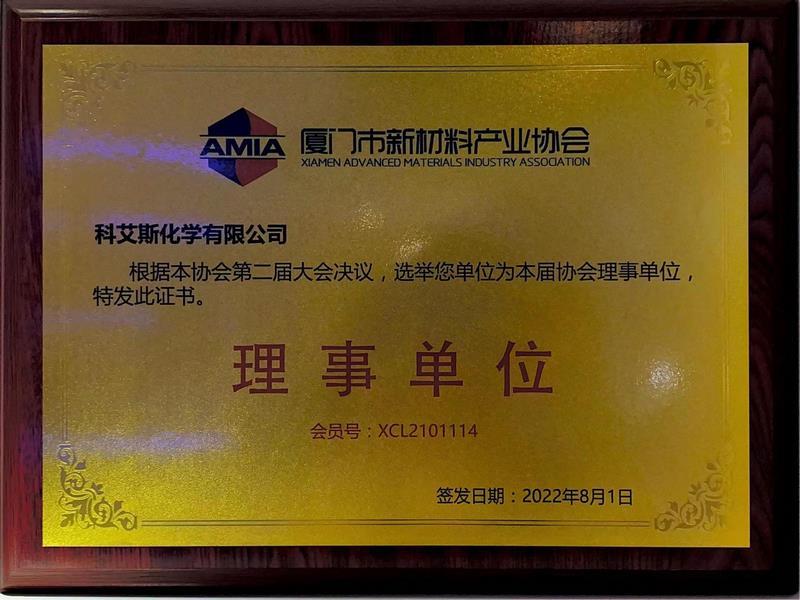 AMIA
厦门市新材料产业协会
XIAMEN ADVANCED MATERIALS INDUSTRY ASSOCIATION
科艾斯化学有限公司
根据本协会第二届大会决议，选举您单位为本届协会理事单位，
特发此证书。
理事单位
会员号：XCL2101114
签发日期：2022年8月1日